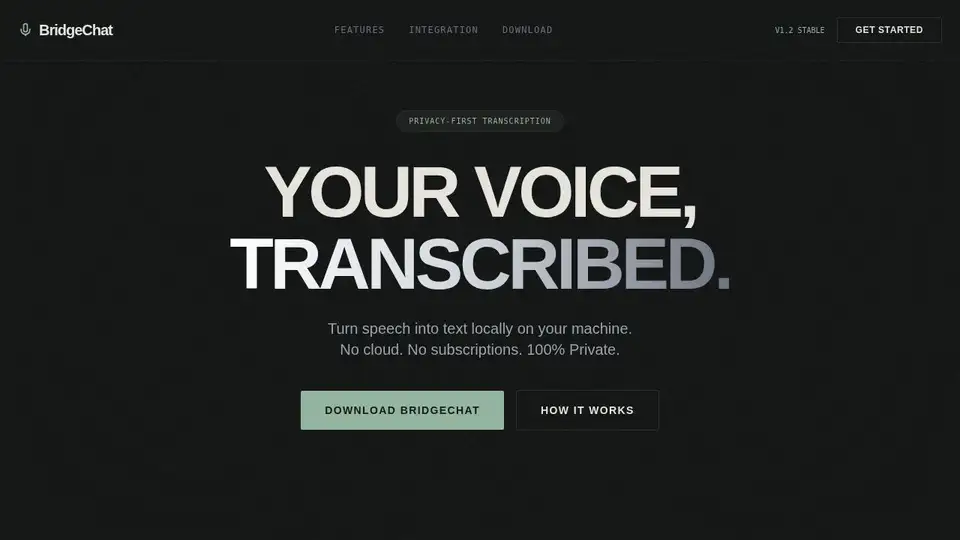 BridgeChat
FEATURES INTEGRATION DOWNLOAD
V1.2 STABLE
GET STARTED
PRIVACY-FIRST TRANSCRIPTION
YOUR VOICE,
TRANSCRIBED.
Turn speech into text locally on your machine.
No cloud. No subscriptions. 100% Private.
DOWNLOAD BRIDGECHAT
HOW IT WORKS